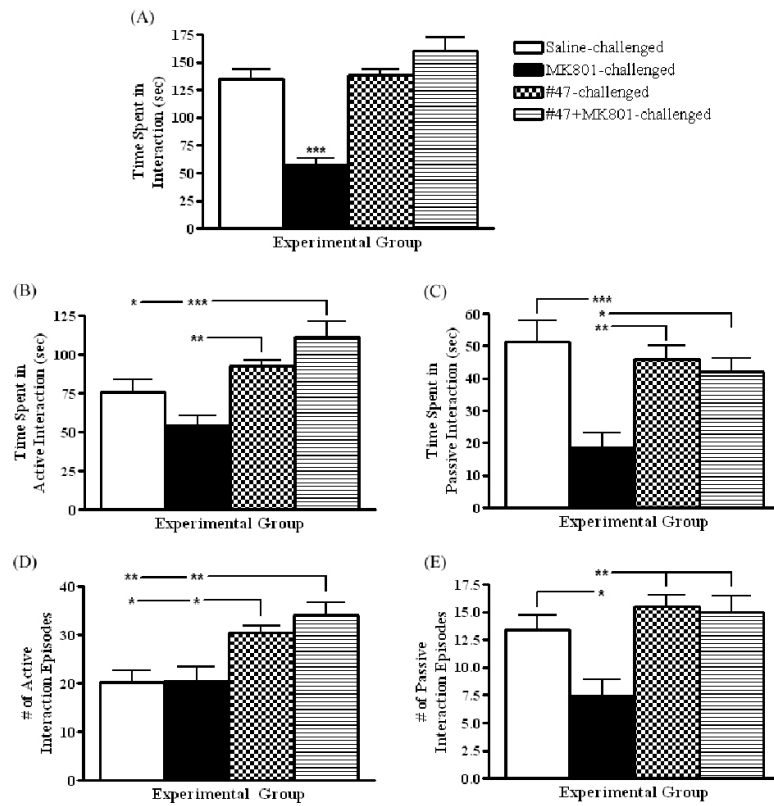 (A)
Time Spent in
Interaction (sec)
175
150
125
100
75
50
25
0
***
Experimental Group
Saline-challenged
MK801-challenged
#47-challenged
#47+MK801-challenged
(B)
Time Spent in
Active Interaction (sec)
125
100
75
50
25
0
* ***
**
Experimental Group
(C)
Time Spent in
Passive Interaction (sec)
60
50
40
30
20
10
0
***
*
**
Experimental Group
(D)
# of Active
Interaction Episodes
40
30
20
10
0
** **
* *
Experimental Group
(E)
# of Passive
Interaction Episodes
17.5
15.0
12.5
10.0
7.5
5.0
2.5
0.0
**
*
Experimental Group